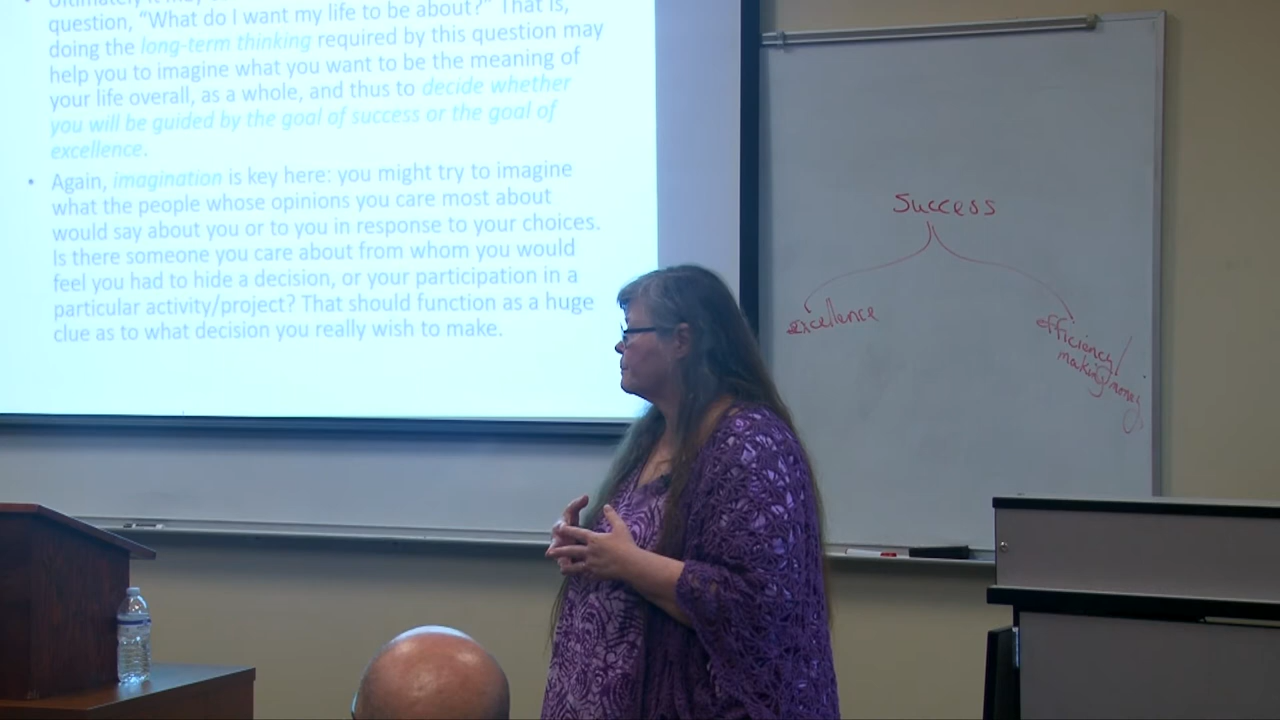 question, “What do I want my life to be about?” That is,
doing the long-term thinking required by this question may
help you to imagine what you want to be the meaning of
your life overall, as a whole, and thus to decide whether
you will be guided by the goal of success or the goal of
excellence.
• Again, imagination is key here: you might try to imagine
what the people whose opinions you care most about
would say about you or to you in response to your choices.
Is there someone you care about from whom you would
feel you had to hide a decision, or your participation in a
particular activity/project? That should function as a huge
clue as to what decision you really wish to make.
Success
excellence
efficiency/
making money